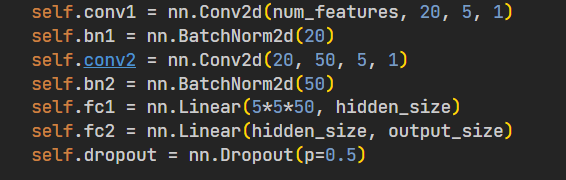 self.conv1 = nn.Conv2d(num_features, 20, 5, 1)
self.bn1 = nn.BatchNorm2d(20)
self.conv2 = nn.Conv2d(20, 50, 5, 1)
self.bn2 = nn.BatchNorm2d(50)
self.fc1 = nn.Linear(5*5*50, hidden_size)
self.fc2 = nn.Linear(hidden_size, output_size)
self.dropout = nn.Dropout(p=0.5)